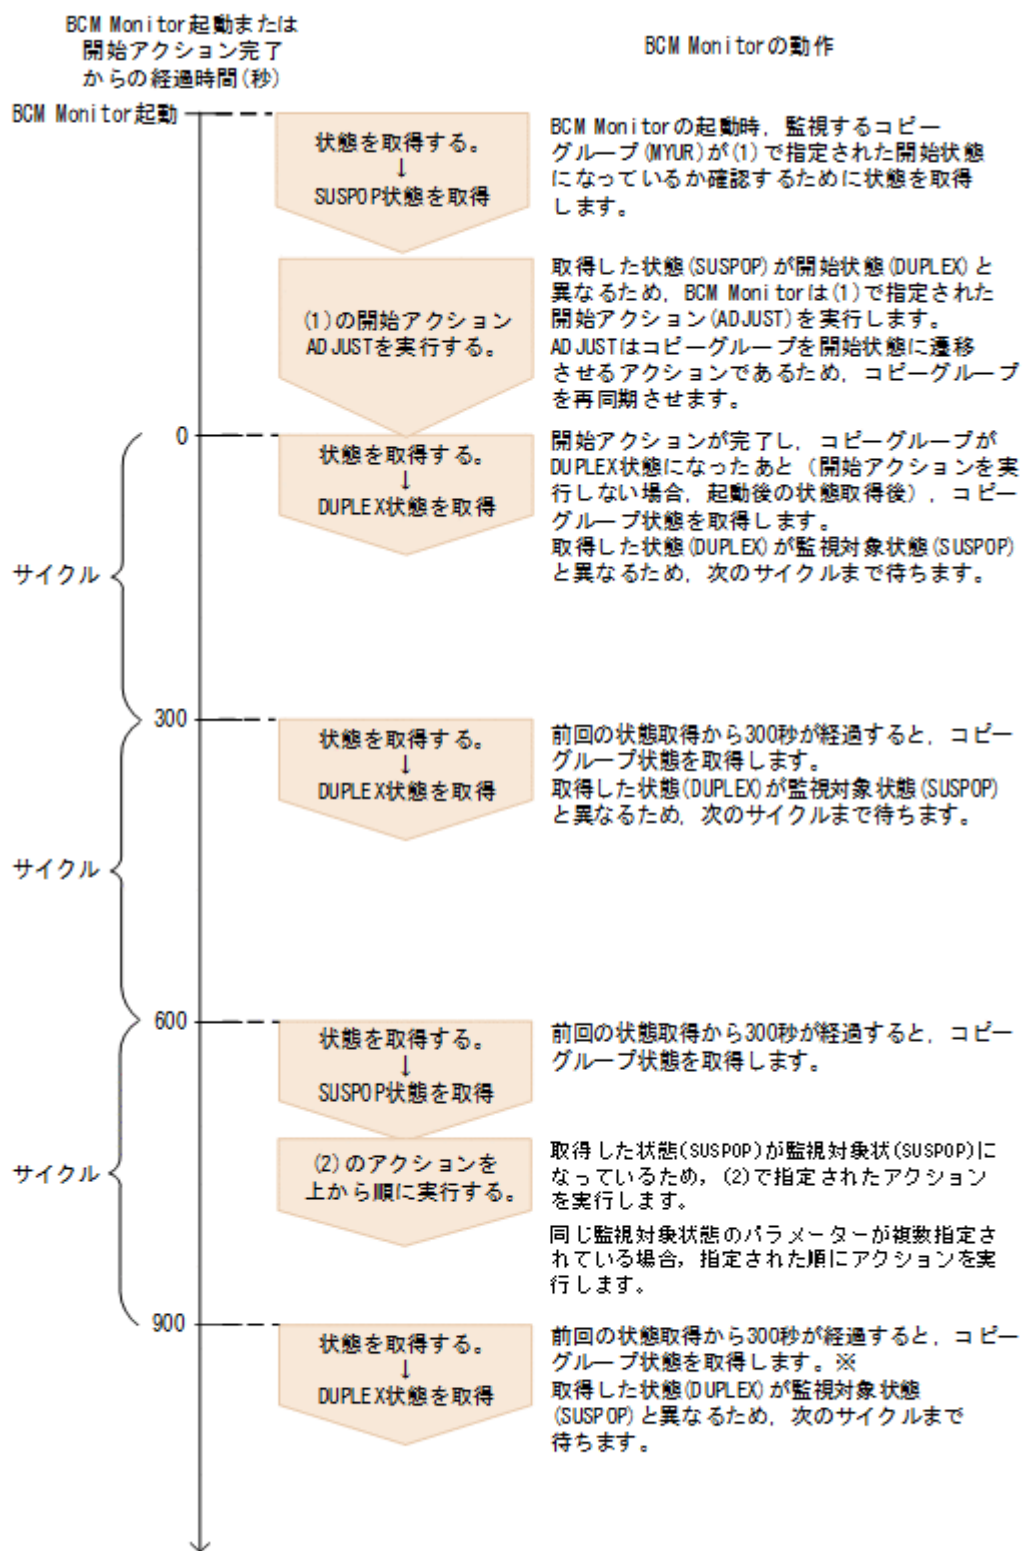 BCM Monitor起動または
開始アクション完了
からの経過時間(秒)
BCM Monitorの動作
BCM Monitor起動
状態を取得する。
↓
SUSPOP状態を取得
BCM Monitorの起動時，監視するコピー
グループ(MYUR)が(1)で指定された開始状態
になっているか確認するために状態を取得
します。
(1)の開始アクション
ADJUSTを実行する。
取得した状態(SUSPOP)が開始状態(DUPLEX)と
異なるため，BCM Monitorは(1)で指定された
開始アクション(ADJUST)を実行します。
ADJUSTはコピーグループを開始状態に遷移
させるアクションであるため，コピーグループ
を再同期させます。
0
状態を取得する。
↓
DUPLEX状態を取得
開始アクションが完了し，コピーグループが
DUPLEX状態になったあと（開始アクションを実
行しない場合，起動後の状態取得後），コピー
グループ状態を取得します。
取得した状態(DUPLEX)が監視対象状態(SUSPOP)
と異なるため，次のサイクルまで待ちます。
サイクル
300
状態を取得する。
↓
DUPLEX状態を取得
前回の状態取得から300秒が経過すると，コピー
グループ状態を取得します。
取得した状態(DUPLEX)が監視対象状態(SUSPOP)
と異なるため，次のサイクルまで待ちます。
サイクル
600
状態を取得する。
↓
SUSPOP状態を取得
前回の状態取得から300秒が経過すると，コピー
グループ状態を取得します。
サイクル
(2)のアクションを
上から順に実行する。
取得した状態(SUSPOP)が監視対象状(SUSPOP)に
なっているため，(2)で指定されたアクション
を実行します。
同じ監視対象状態のパラメーターが複数指定さ
れている場合，指定された順にアクションを実
行します。
900
状態を取得する。
↓
DUPLEX状態を取得
前回の状態取得から300秒が経過すると，コピー
グループ状態を取得します。※
取得した状態(DUPLEX)が監視対象状態
(SUSPOP)と異なるため，次のサイクルまで
待ちます。